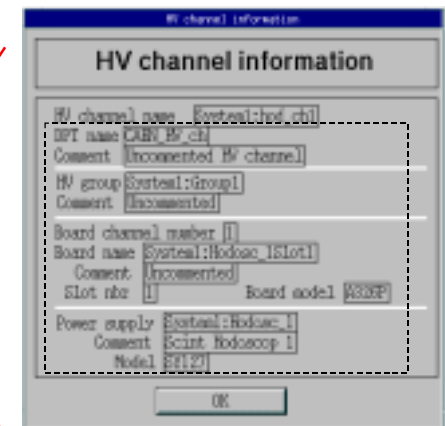 HV channel information
HV channel information
HV channel name System1:hod_ch1
DPT name CAEN_HV_ch
Comment Uncommented HV channel
HV group System1:Group1
Comment Uncommented
Board channel number 1
Board name System1:Hodosc_1Slot1
Comment Uncommented
Slot nbr 1 Board model
Power supply System1:Hodosc_1
Comment Scint Hodoscop 1
Model SY127
OK